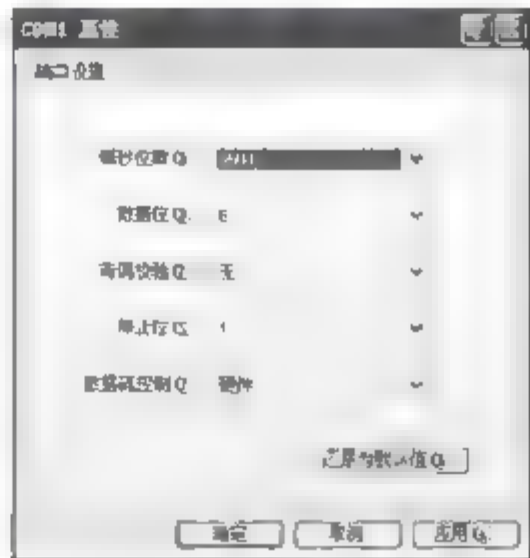 COM1 属性
端口设置
每秒位数
数据位 8
奇偶校验 无
停止位 1
数据流控制 硬件
还原为默认值
确定 取消 应用